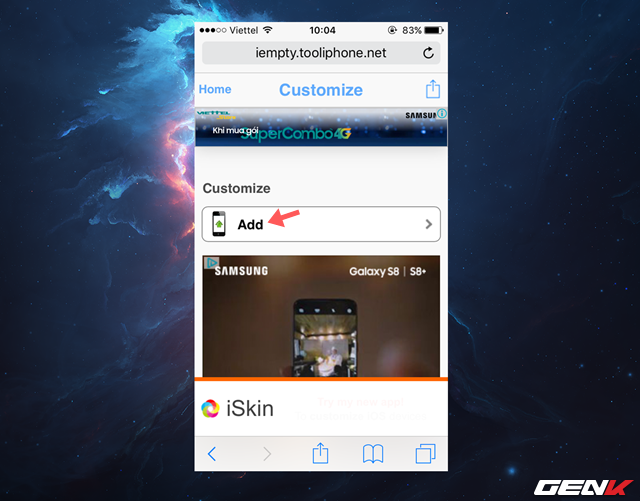 Viettel 10:04 83%
iempty.tooliphone.net
Home Customize
VIETTEL SAMSUNG
Khi mua gói
SuperCombo4G
Customize
Add
SAMSUNG Galaxy S8 | S8+
Try my new app!
iSkin
GENK